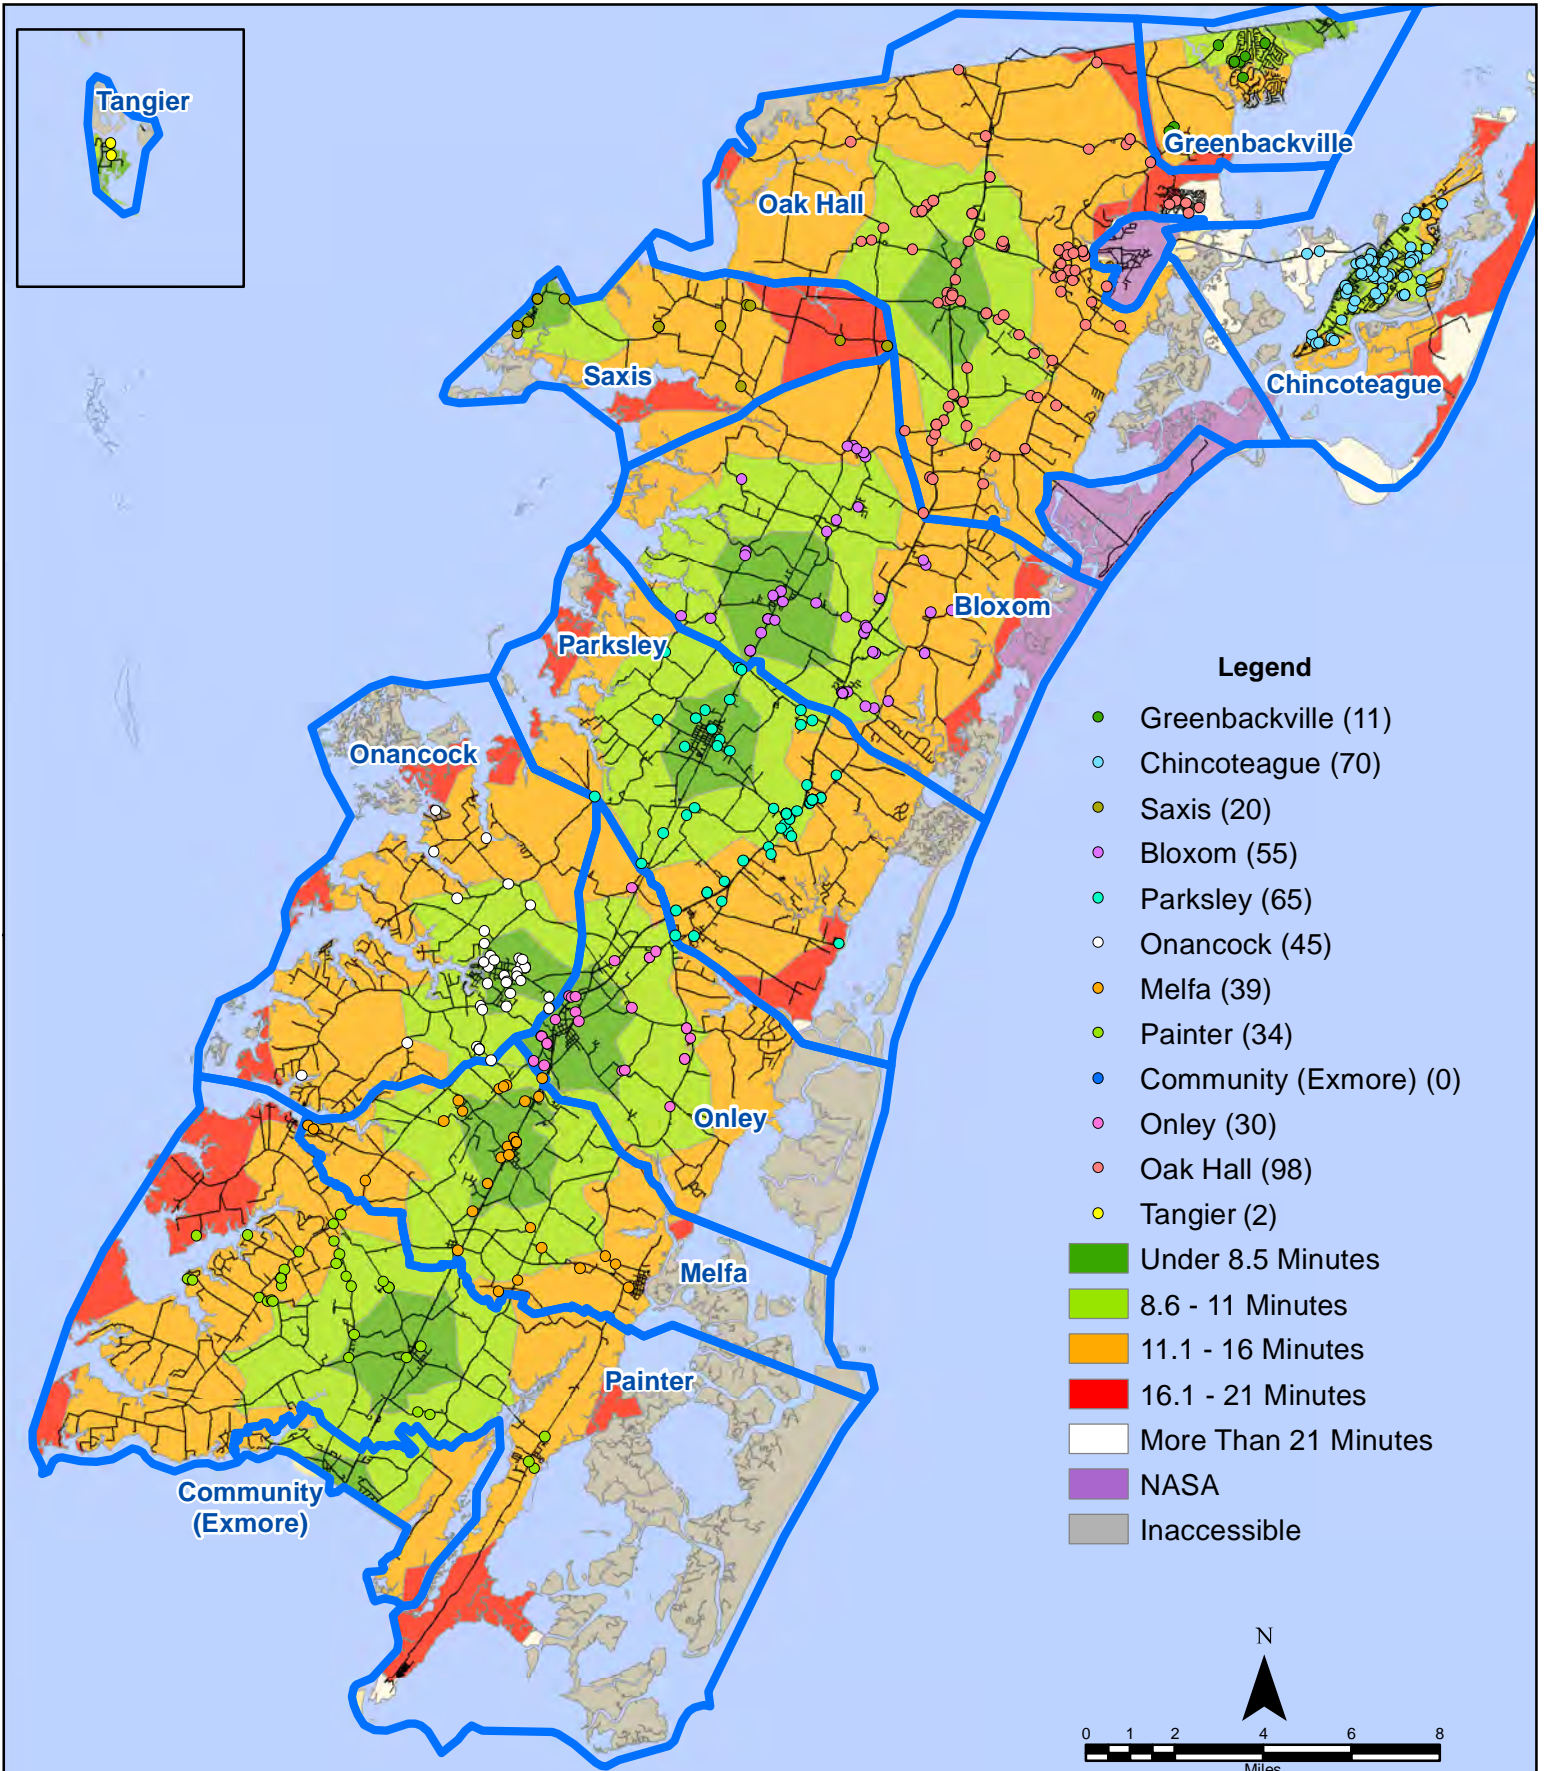 Tangier
Greenbackville
Oak Hall
Saxis
Chincoteague
Bloxom
Parksley
Onancock
Onley
Melfa
Painter
Community
(Exmore)
Legend
Greenbackville (11)
Chincoteague (70)
Saxis (20)
Bloxom (55)
Parksley (65)
Onancock (45)
Melfa (39)
Painter (34)
Community (Exmore) (0)
Onley (30)
Oak Hall (98)
Tangier (2)
Under 8.5 Minutes
8.6 - 11 Minutes
11.1 - 16 Minutes
16.1 - 21 Minutes
More Than 21 Minutes
NASA
Inaccessible
N
0 1 2 4 6 8
Miles